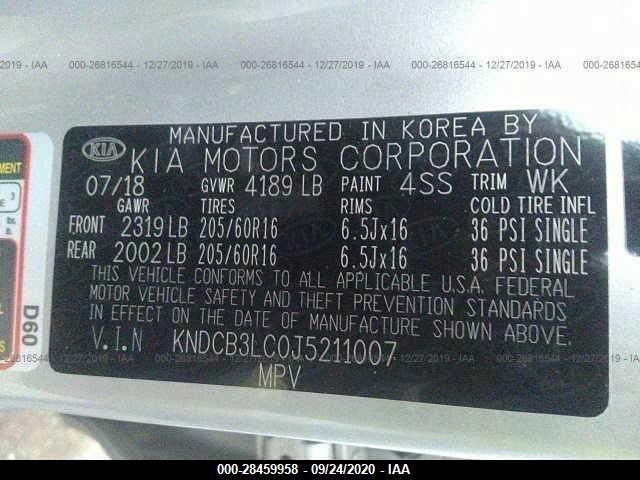 000-26816544 - 12/27/2019 - IAA
MANUFACTURED IN KOREA BY
KIA KIA MOTORS CORPORATION
07/18 GVWR 4189 LB PAINT 4SS TRIM WK
GAWR TIRES RIMS COLD TIRE INFL
FRONT 2319 LB 205/60R16 6.5Jx16 36 PSI SINGLE
REAR 2002 LB 205/60R16 6.5Jx16 36 PSI SINGLE
THIS VEHICLE CONFORMS TO ALL APPLICABLE U.S.A. FEDERAL
MOTOR VEHICLE SAFETY AND THEFT PREVENTION STANDARDS
IN EFFECT ON THE DATE OF MANUFACTURE SHOWN ABOVE.
V.I.N KNDCB3LC0J5211007
MPV
D60
000-28459958 - 09/24/2020 - IAA